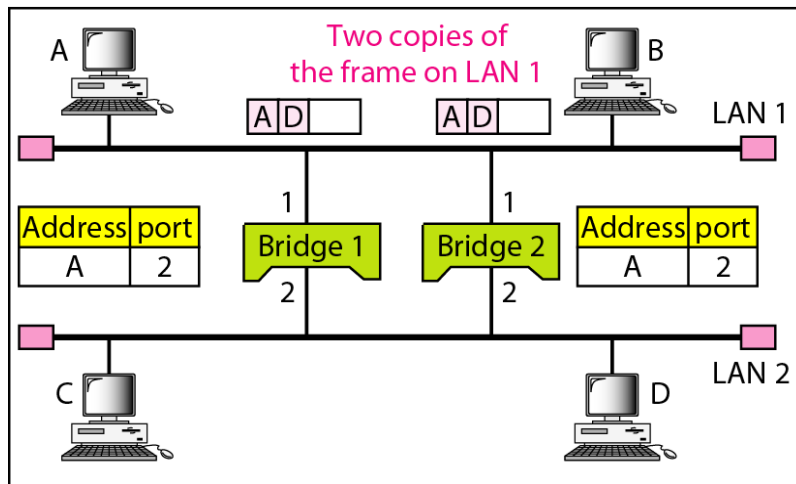 A
Two copies of
the frame on LAN 1
B
A D
A D
LAN 1
1
1
Address port
A 2
Bridge 1
Bridge 2
Address port
A 2
2
2
LAN 2
C
D